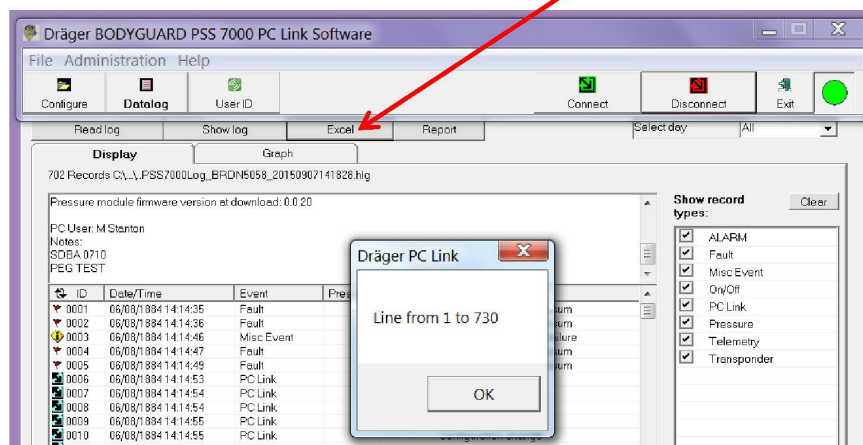 Dräger BODYGUARD PSS 7000 PC Link Software
File Administration Help
Configure Datalog User ID Connect Disconnect Exit
Read log Show log Excel Report Select day All
Display Graph
702 Records C:\...\..PSS7000Log_BRDN5058_20150907141828.hlg
Pressure module firmware version at download: 0.0.20
PC User: M Stanton
Notes:
SDBA 0710
PEG TEST
Show record types: Clear
ALARM
Fault
Misc Event
On/Off
PC Link
Pressure
Telemetry
Transponder
Dräger PC Link X
Line from 1 to 730
OK
ID Date/Time Event Pres
0001 06/08/1884 14:14:35 Fault sum
0002 06/08/1884 14:14:36 Fault sum
0003 06/08/1884 14:14:46 Misc Event ilure
0004 06/08/1884 14:14:47 Fault sum
0005 06/08/1884 14:14:49 Fault sum
0006 06/08/1884 14:14:53 PC Link
0007 06/08/1884 14:14:54 PC Link
0008 06/08/1884 14:14:54 PC Link
0009 06/08/1884 14:14:55 PC Link
0010 06/08/1884 14:14:55 PC Link